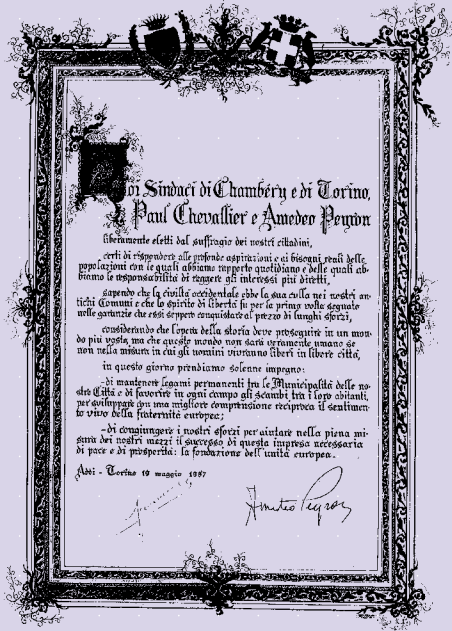 Noi Sindaci di Chambéry e di Torino,
Paul Chevallier e Amedeo Peyron
liberamente eletti dal suffragio dei nostri cittadini,
certi di rispondere alle profonde aspirazioni e ai bisogni reali delle
popolazioni con le quali abbiamo rapporto quotidiano e delle quali ab-
biamo la responsabilità di reggere gli interessi più diretti,
sapendo che la civiltà occidentale ebbe la sua culla nei nostri an-
tichi Comuni e che lo spirito di libertà fu per la prima volta segnato
nelle garanzie che essi seppero conquistare al prezzo di lunghi sforzi,
considerando che l'opera della storia deve proseguire in un mon-
do più vasto, ma che questo mondo non sarà veramente umano se
non nella misura in cui gli uomini vivranno liberi in libere città,
in questo giorno prendiamo solenne impegno:
-di mantenere legami permanenti tra le Municipalità delle no-
stre Città e di favorire in ogni campo gli scambi tra i loro abitanti,
per sviluppare con una migliore comprensione reciproca il sentimen-
to vivo della fraternità europea;
-di congiungere i nostri sforzi per aiutare nella piena mi-
sura dei nostri mezzi il successo di questa impresa necessaria
di pace e di prosperità: la fondazione dell'unità europea.
Addì - Torino 19 maggio 1957
Amedeo Peyron